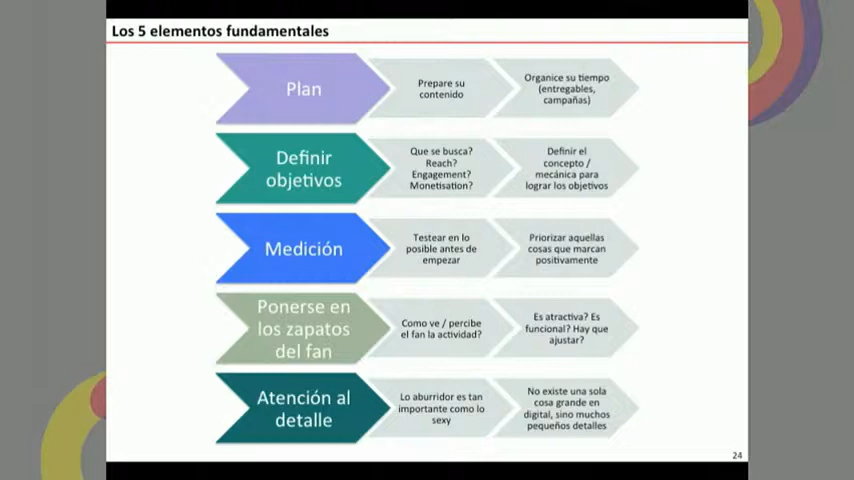 Los 5 elementos fundamentales
Plan
Prepare su
contenido
Organice su tiempo
(entregables,
campañas)
Definir
objetivos
Que se busca?
Reach?
Engagement?
Monetisation?
Definir el
concepto /
mecánica para
lograr los objetivos
Medición
Testear en lo
posible antes de
empezar
Priorizar aquellas
cosas que marcan
positivamente
Ponerse en
los zapatos
del fan
Como ve / percibe
el fan la actividad?
Es atractiva? Es
funcional? Hay que
ajustar?
Atención al
detalle
Lo aburridor es tan
importante como lo
sexy
No existe una sola
cosa grande en
digital, sino muchos
pequeños detalles
24